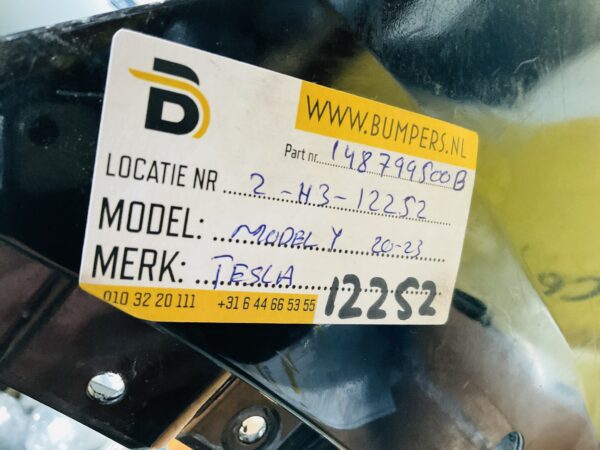 B
WWW.BUMPERS.NL
Part nr. 148799500B
LOCATIE NR 2-H3-12252
MODEL: MODEL Y 20-23
MERK: TESLA
010 32 20 111 +31 6 44 66 53 55 12252